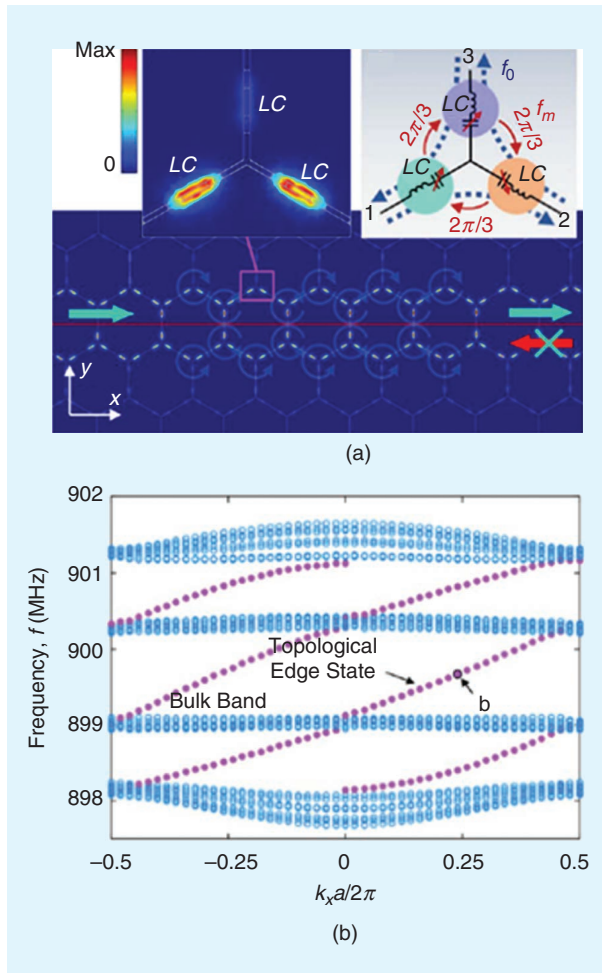 Max
0
LC
LC
LC
3
f0
LC
fm
2π/3
2π/3
LC
LC
1
2π/3
2
y
x
(a)
902
901
900
Topological
Edge State
b
Bulk Band
899
898
Frequency, f (MHz)
−0.5 −0.25 0 0.25 0.5
kxa/2π
(b)